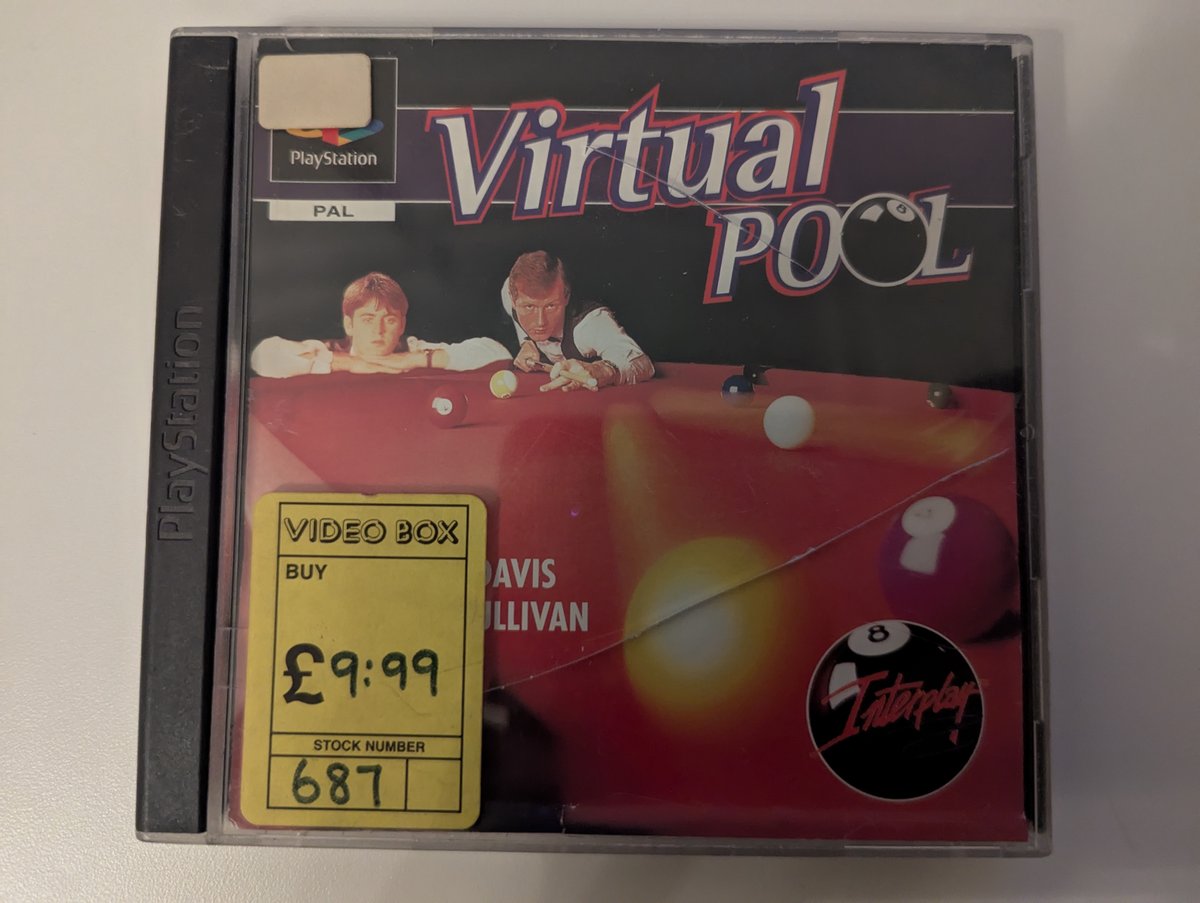 PlayStation
PlayStation
PAL
Virtual
POOL
8
VIDEO BOX
BUY
£9:99
STOCK NUMBER
687
DAVIS
ULLIVAN
8
Interplay